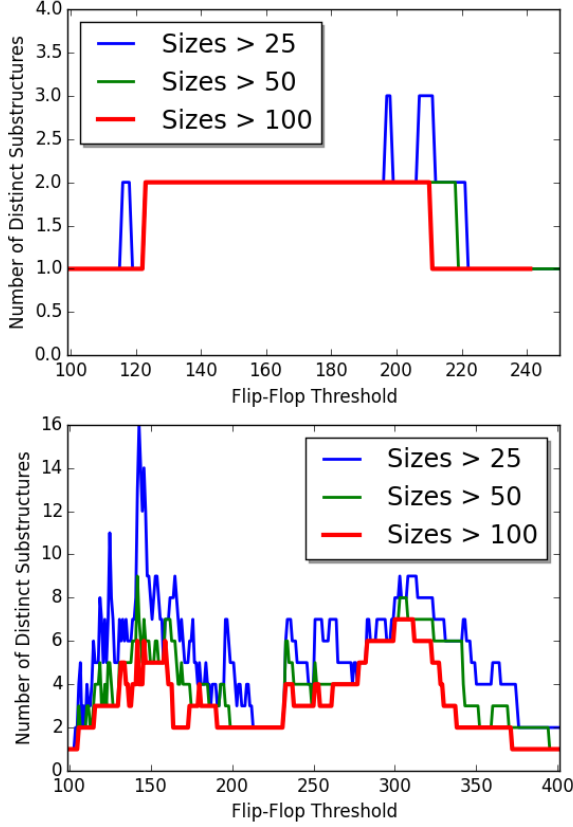 4.0
3.5
3.0
2.5
2.0
1.5
1.0
0.5
0.0
Number of Distinct Substructures
Sizes > 25
Sizes > 50
Sizes > 100
100 120 140 160 180 200 220 240
Flip-Flop Threshold
16
14
12
10
8
6
4
2
0
Number of Distinct Substructures
Sizes > 25
Sizes > 50
Sizes > 100
100 150 200 250 300 350 400
Flip-Flop Threshold